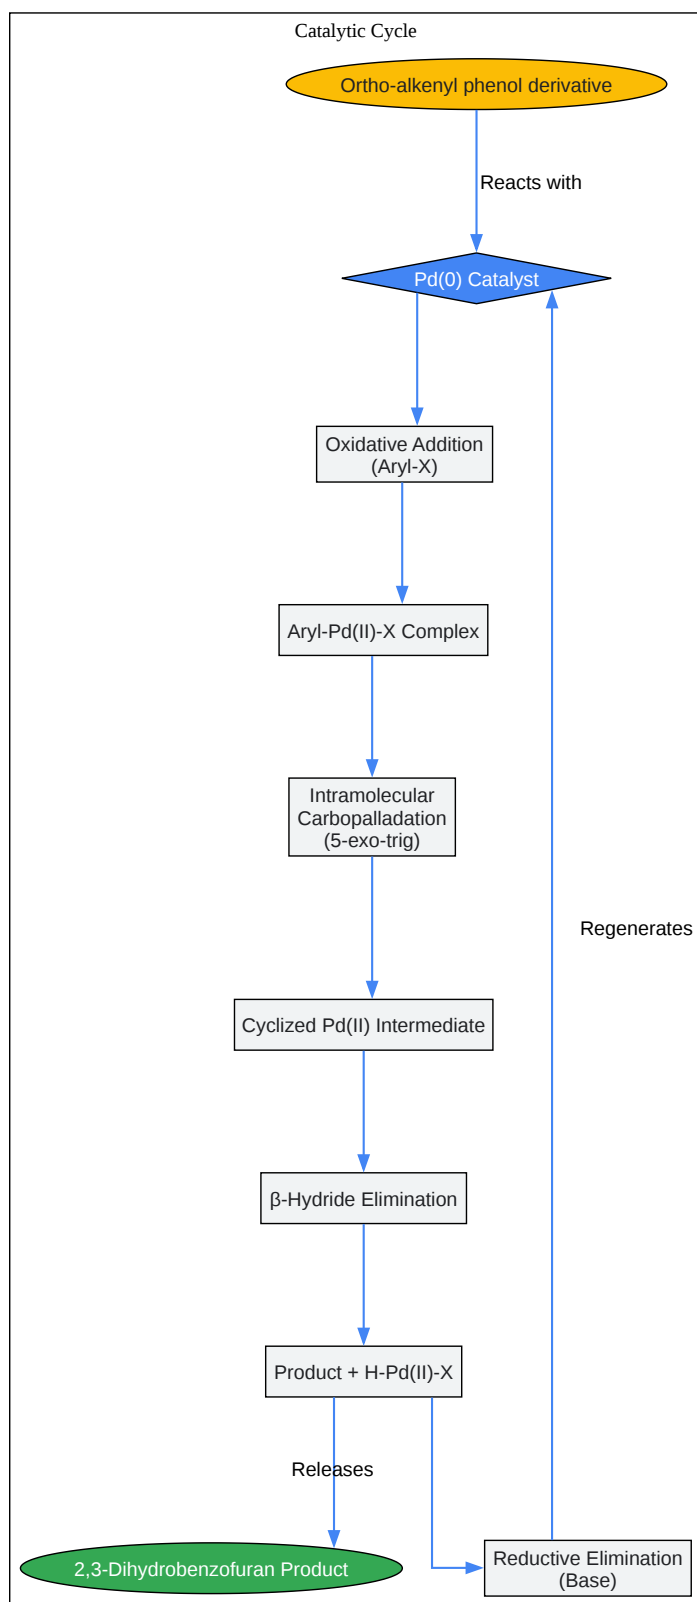 Catalytic Cycle
Ortho-alkenyl phenol derivative
Reacts with
Pd(0) Catalyst
Oxidative Addition
(Aryl-X)
Aryl-Pd(II)-X Complex
Intramolecular
Carbopalladation
(5-exo-trig)
Regenerates
Cyclized Pd(II) Intermediate
β-Hydride Elimination
Product + H-Pd(II)-X
Releases
2,3-Dihydrobenzofuran Product
Reductive Elimination
(Base)